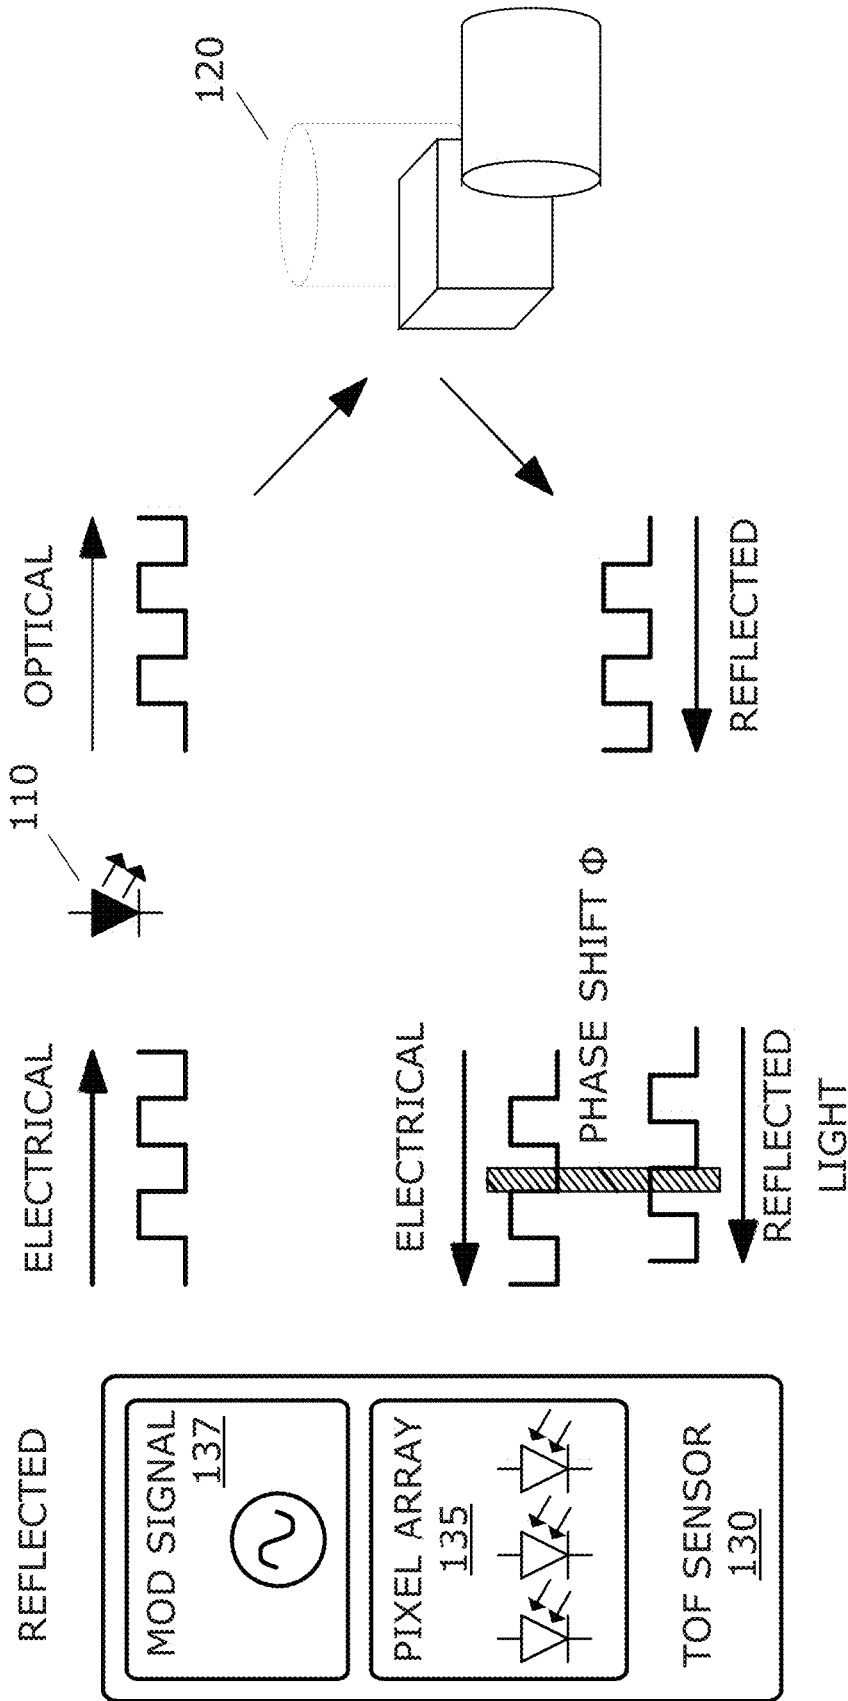 REFLECTED
MOD SIGNAL
137
PIXEL ARRAY
135
TOF SENSOR
130
ELECTRICAL
110
OPTICAL
120
ELECTRICAL
PHASE SHIFT Φ
REFLECTED
LIGHT
REFLECTED